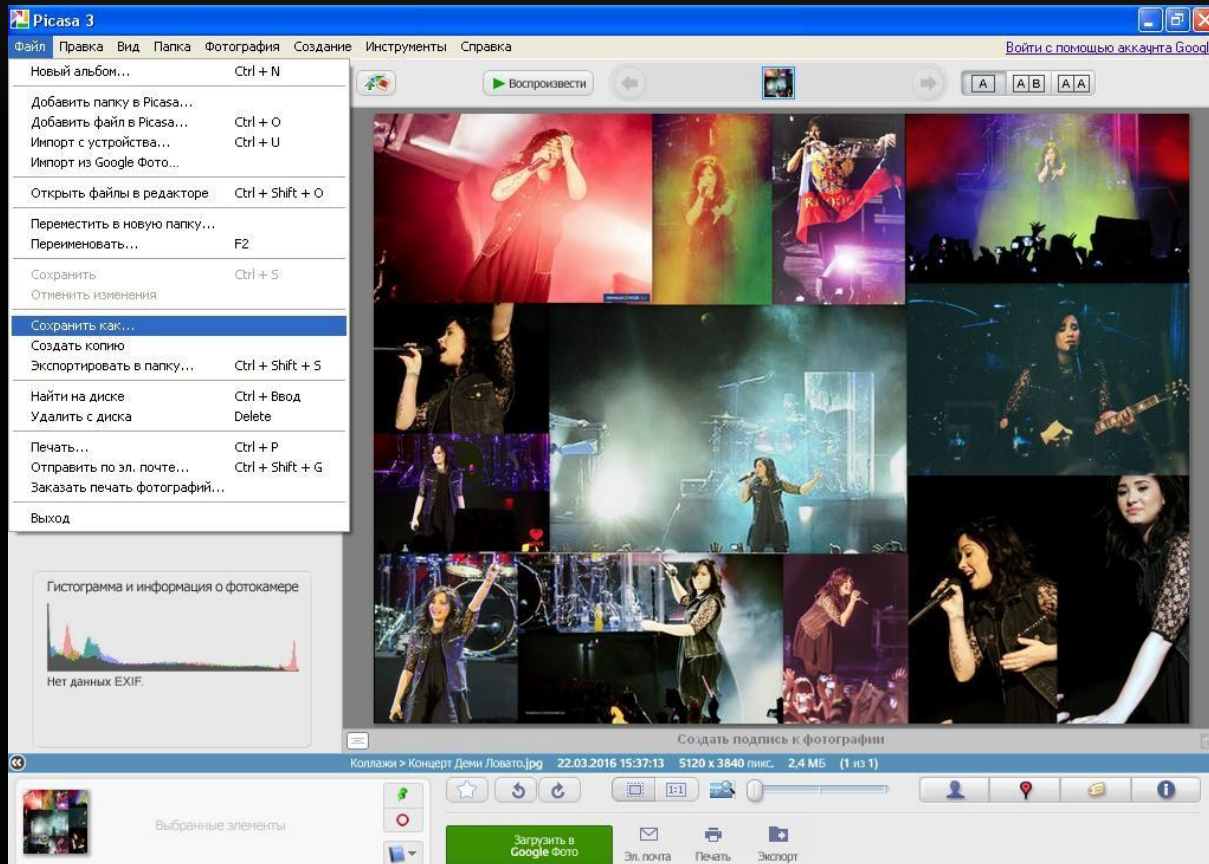 Picasa 3
Файл Правка Вид Папка Фотография Создание Инструменты Справка
Войти с помощью аккаунта Googl
Новый альбом... Ctrl + N
Добавить папку в Picasa...
Добавить файл в Picasa... Ctrl + O
Импорт с устройства... Ctrl + U
Импорт из Google Фото...
Открыть файлы в редакторе Ctrl + Shift + O
Переместить в новую папку...
Переименовать... F2
Сохранить Ctrl + S
Отменить изменения
Сохранить как...
Создать копию
Экспортировать в папку... Ctrl + Shift + S
Найти на диске Ctrl + Ввод
Удалить с диска Delete
Печать... Ctrl + P
Отправить по эл. почте... Ctrl + Shift + G
Заказать печать фотографий...
Выход
Воспроизвести
A AB AA
Гистограмма и информация о фотокамере
Нет данных EXIF.
Создать подпись к фотографии
Коллажи > Концерт Деми Ловато.jpg 22.03.2016 15:37:13 5120 x 3840 пикс. 2,4 МБ (1 из 1)
Выбранные элементы
1:1
Загрузить в
Google Фото
Эл. почта Печать Экспорт